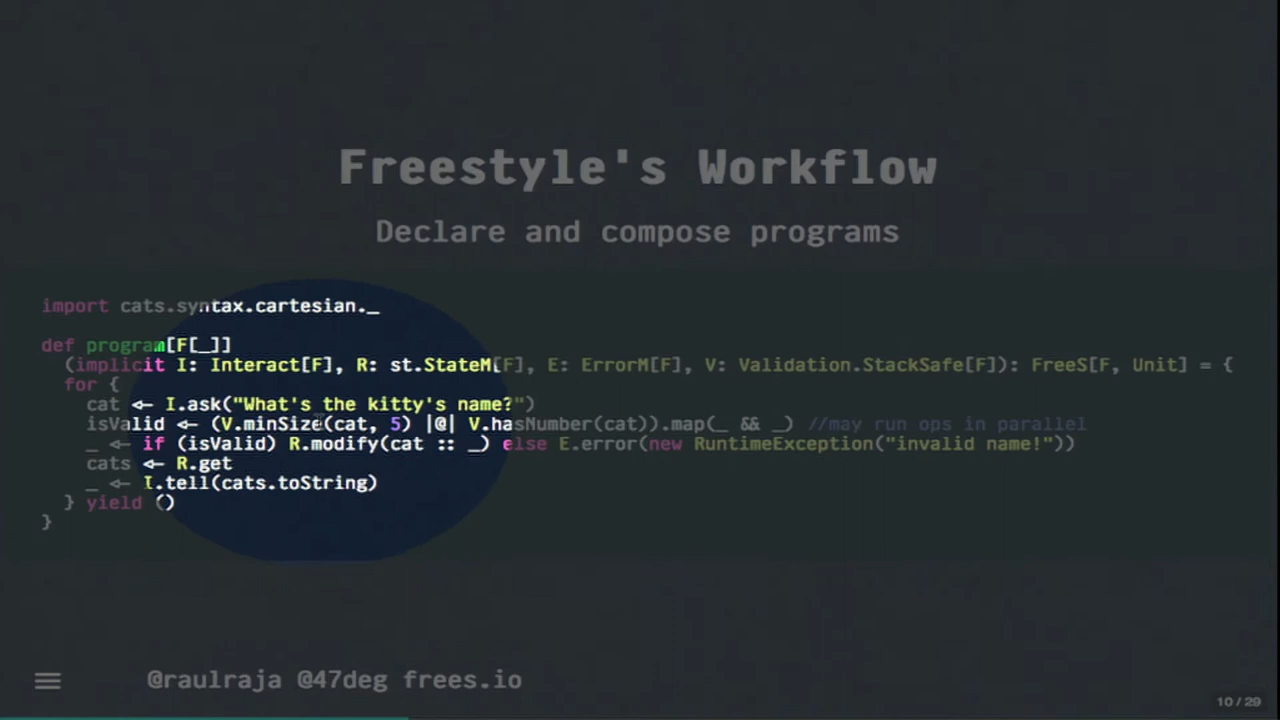 Freestyle's Workflow
Declare and compose programs
import cats.syntax.cartesian._
def program[F[_]]
(implicit I: Interact[F], R: st.StateM[F], E: ErrorM[F], V: Validation.StackSafe[F]): FreeS[F, Unit] = {
for {
cat <- I.ask("What's the kitty's name?")
isValid <- (V.minSize(cat, 5) |@| V.hasNumber(cat)).map(_ && _) //may run ops in parallel
_ <- if (isValid) R.modify(cat :: _) else E.error(new RuntimeException("invalid name!"))
cats <- R.get
_ <- I.tell(cats.toString)
} yield ()
}
@raulraja @47deg frees.io
10 / 29